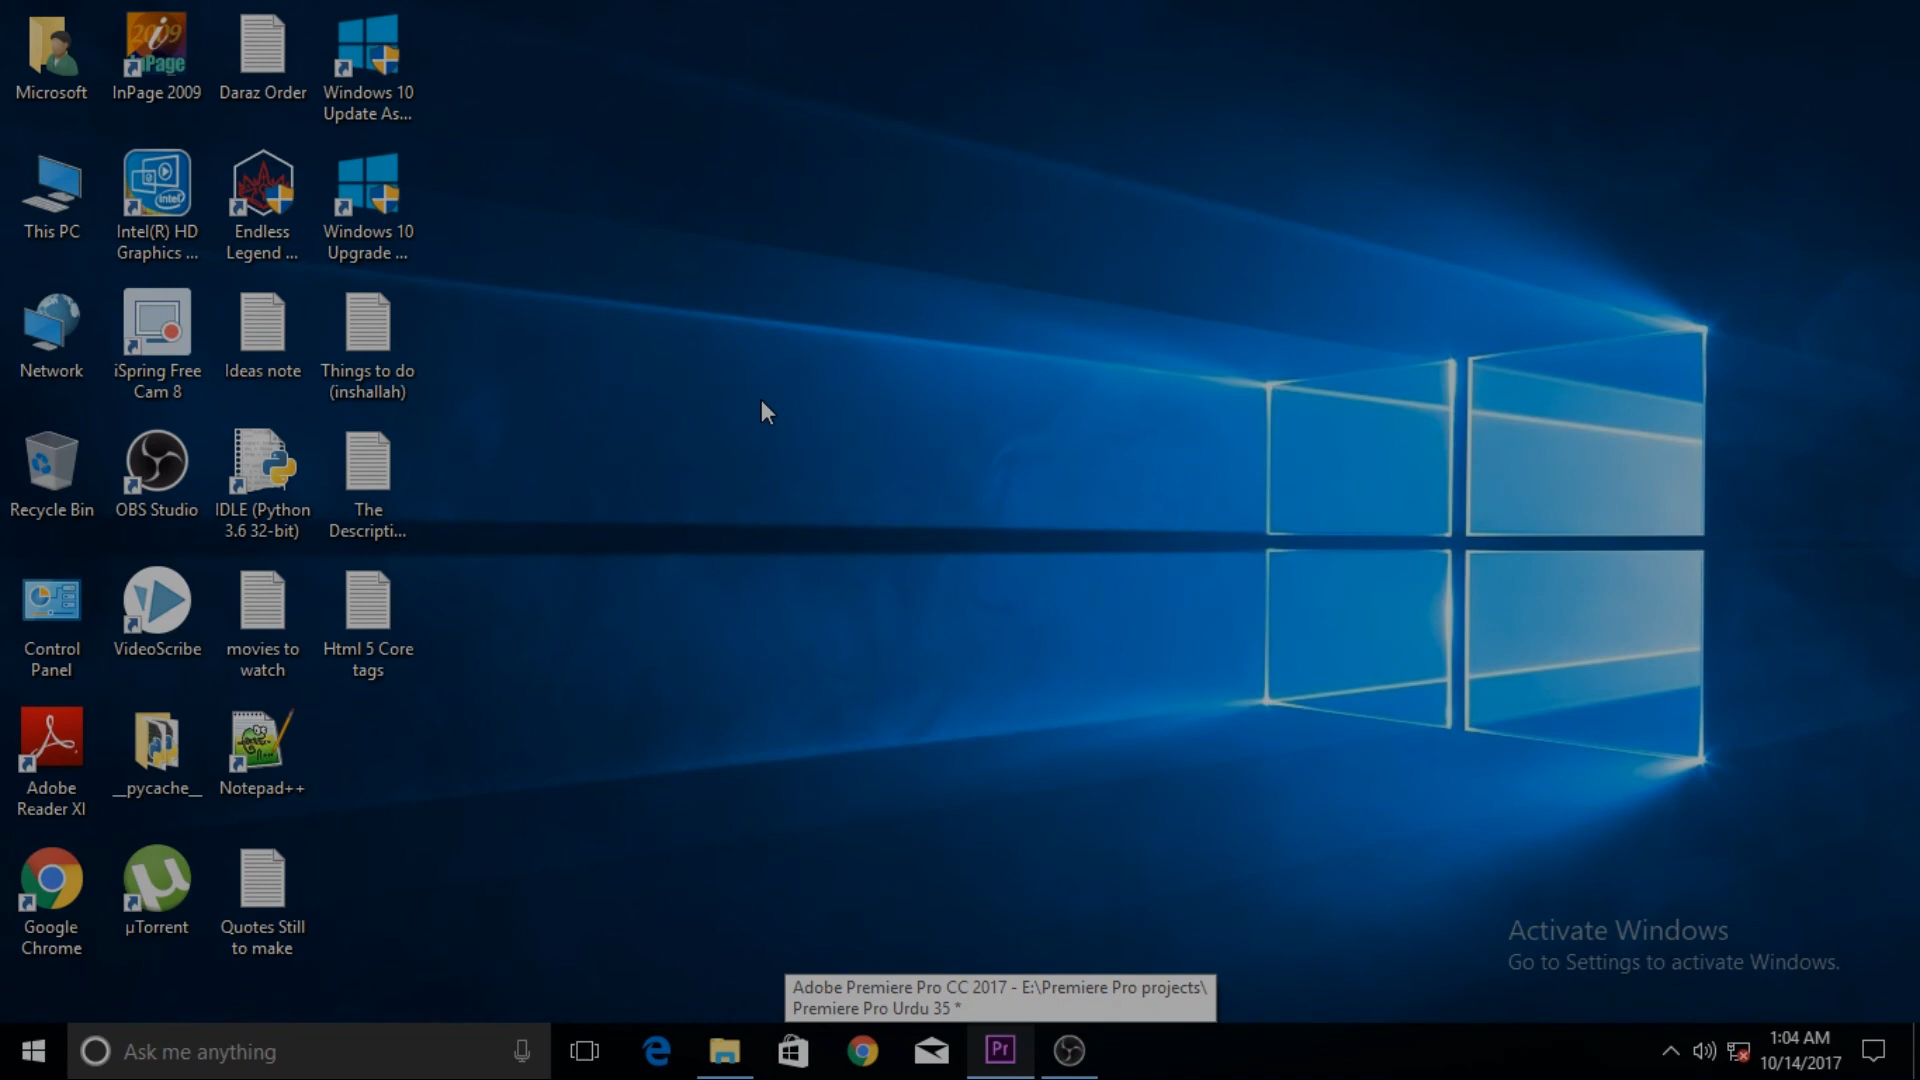 Microsoft
2009
i
InPage
InPage 2009
Daraz Order
Windows 10
Update As...
This PC
intel
Intel(R) HD
Graphics ...
Endless
Legend ...
Windows 10
Upgrade ...
Network
iSpring Free
Cam 8
Ideas note
Things to do
(inshallah)
Recycle Bin
OBS Studio
IDLE (Python
3.6 32-bit)
The
Descripti...
Control
Panel
VideoScribe
movies to
watch
Html 5 Core
tags
Adobe
Reader XI
__pycache__
Notepad++
Google
Chrome
µ
µTorrent
Quotes Still
to make
Activate Windows
Go to Settings to activate Windows.
Adobe Premiere Pro CC 2017 - E:\Premiere Pro projects\
Premiere Pro Urdu 35 *
Ask me anything
Pr
1:04 AM
10/14/2017